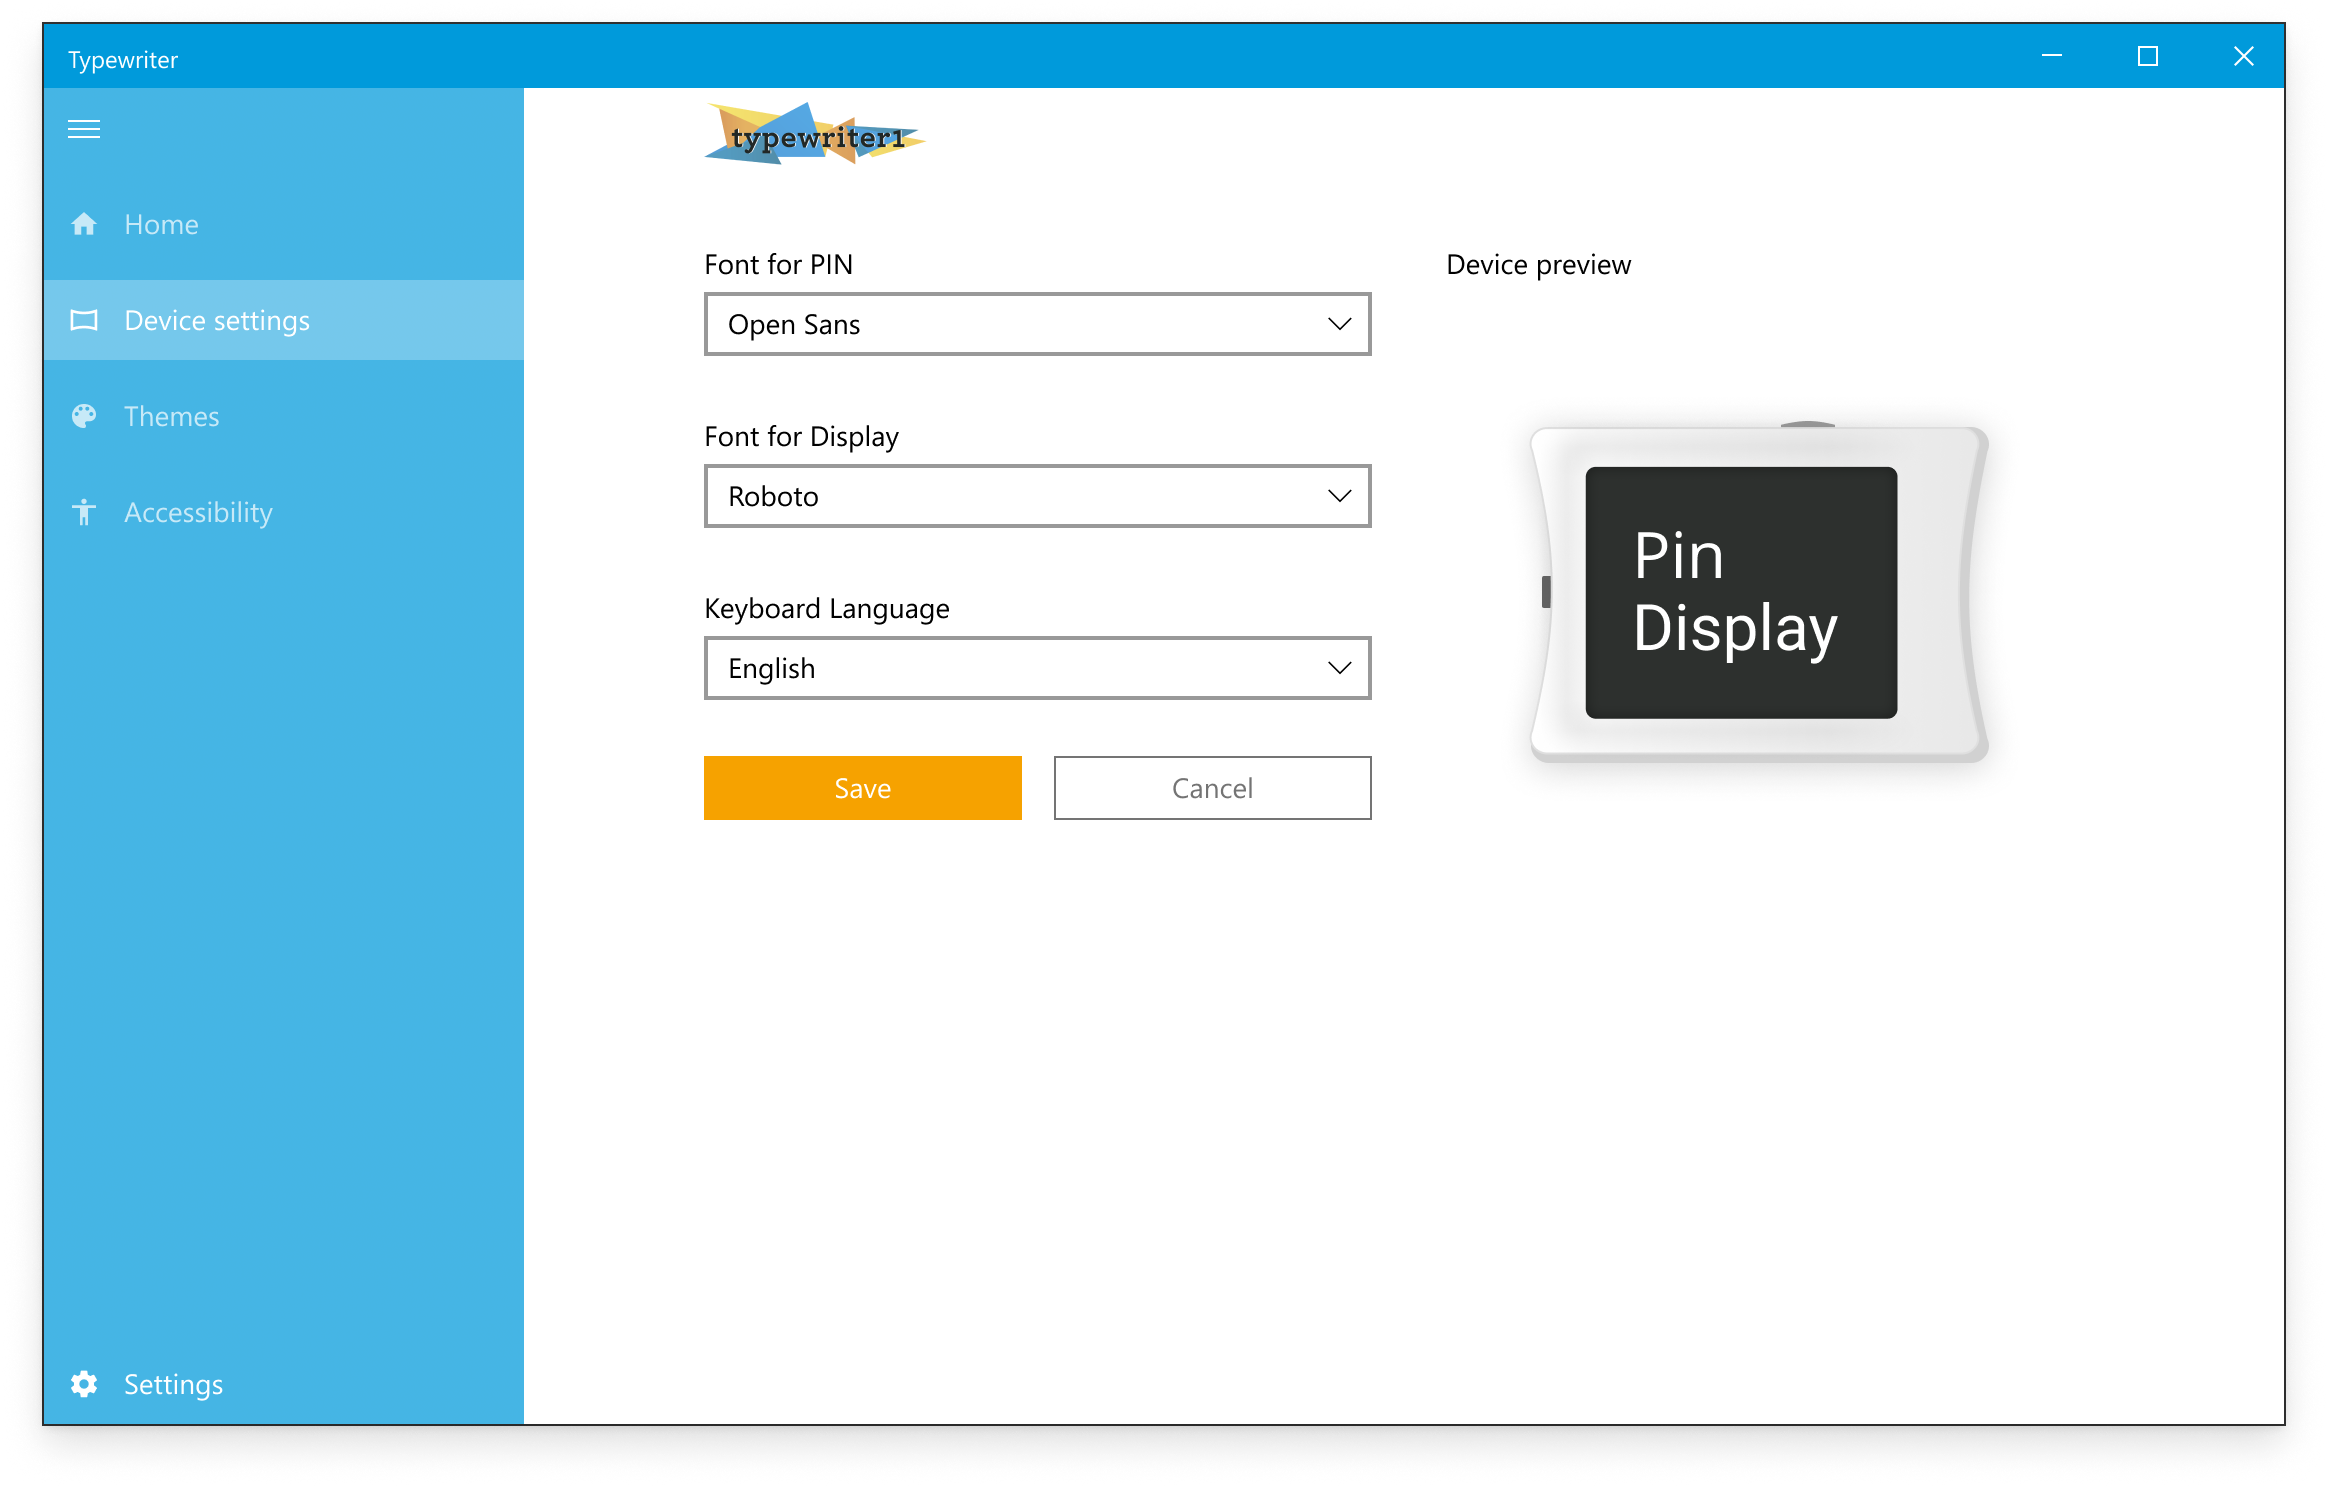 Typewriter
Home
Device settings
Themes
Accessibility
Settings
typewriter1
Font for PIN
Open Sans
Font for Display
Roboto
Keyboard Language
English
Save
Cancel
Device preview
Pin
Display